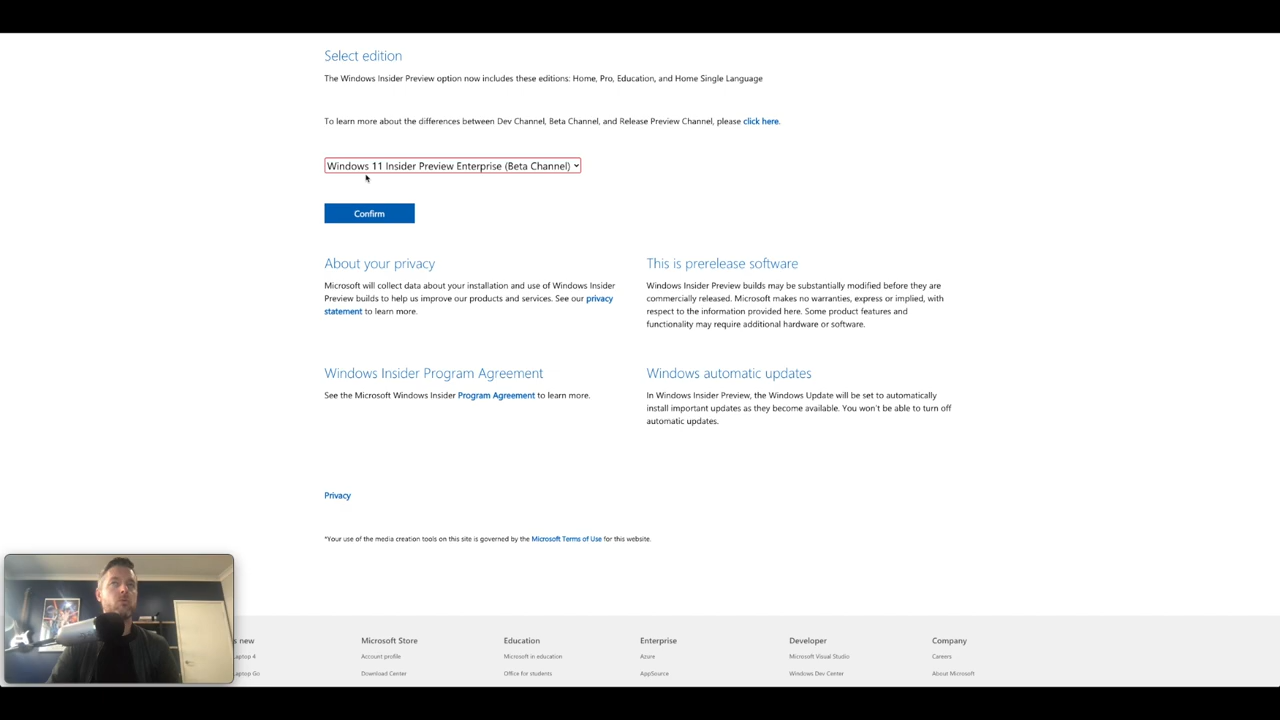 Select edition
The Windows Insider Preview option now includes these editions: Home, Pro, Education, and Home Single Language
To learn more about the differences between Dev Channel, Beta Channel, and Release Preview Channel, please click here.
Windows 11 Insider Preview Enterprise (Beta Channel)
Confirm
About your privacy
Microsoft will collect data about your installation and use of Windows Insider
Preview builds to help us improve our products and services. See our privacy
statement to learn more.
This is prerelease software
Windows Insider Preview builds may be substantially modified before they are
commercially released. Microsoft makes no warranties, express or implied, with
respect to the information provided here. Some product features and
functionality may require additional hardware or software.
Windows Insider Program Agreement
See the Microsoft Windows Insider Program Agreement to learn more.
Windows automatic updates
In Windows Insider Preview, the Windows Update will be set to automatically
install important updates as they become available. You won't be able to turn off
automatic updates.
Privacy
*Your use of the media creation tools on this site is governed by the Microsoft Terms of Use for this website.
s new
aptop 4
aptop Go
Microsoft Store
Account profile
Download Center
Education
Microsoft in education
Office for students
Enterprise
Azure
AppSource
Developer
Microsoft Visual Studio
Windows Dev Center
Company
Careers
About Microsoft